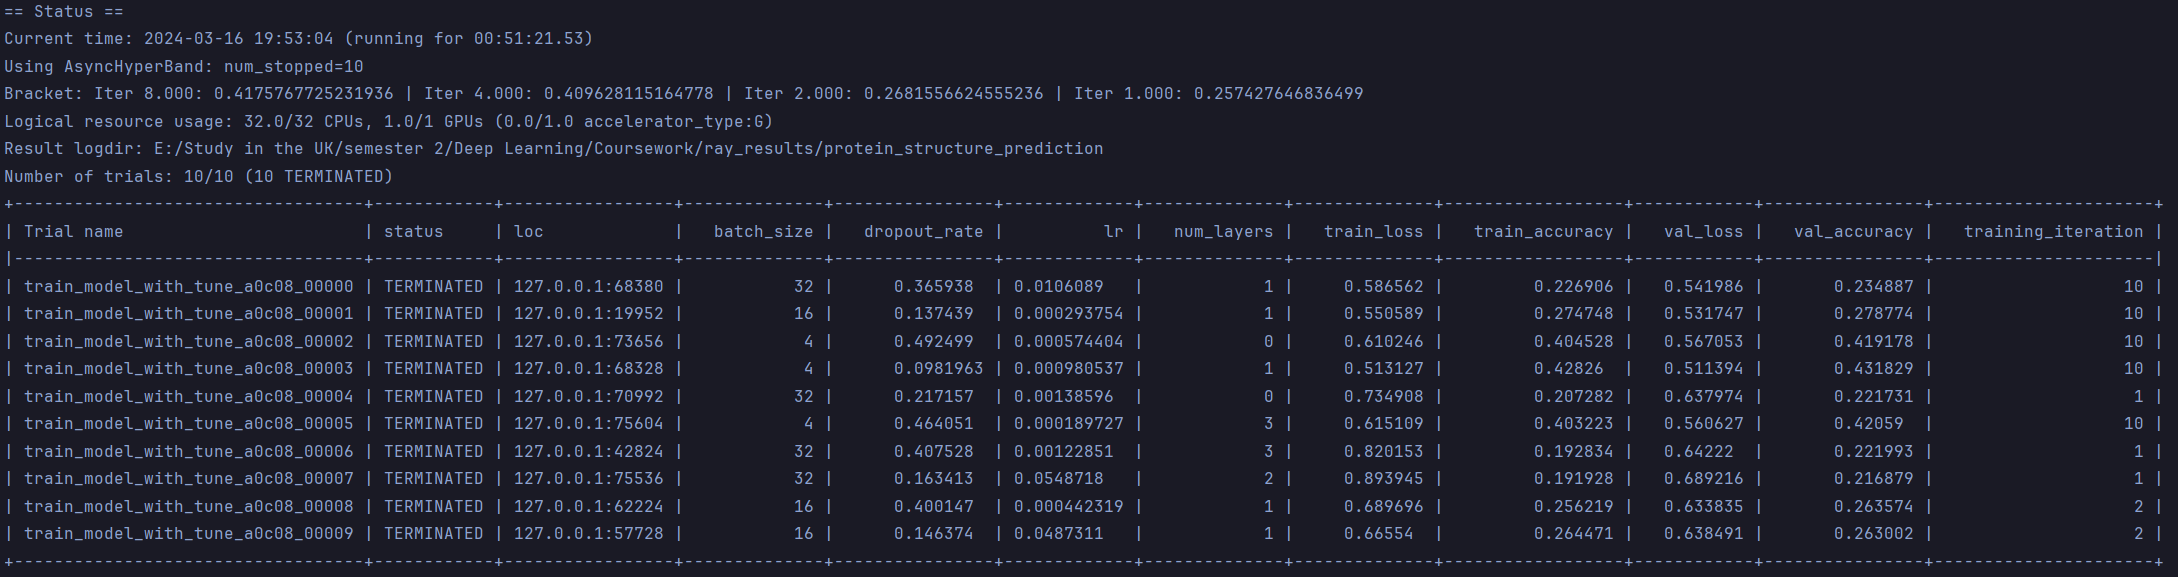 == Status ==
Current time: 2024-03-16 19:53:04 (running for 00:51:21.53)
Using AsyncHyperBand: num_stopped=10
Bracket: Iter 8.000: 0.4175767725231936 | Iter 4.000: 0.409628115164778 | Iter 2.000: 0.2681556624555236 | Iter 1.000: 0.257427646836499
Logical resource usage: 32.0/32 CPUs, 1.0/1 GPUs (0.0/1.0 accelerator_type:G)
Result logdir: E:/Study in the UK/semester 2/Deep Learning/Coursework/ray_results/protein_structure_prediction
Number of trials: 10/10 (10 TERMINATED)
+-----------------------------------+------------+-----------------+--------------+----------------+-------------+--------------+--------------+------------------+------------+----------------+----------------------+
| Trial name                        | status     | loc             |   batch_size |   dropout_rate |          lr |   num_layers |   train_loss |   train_accuracy |   val_loss |   val_accuracy |   training_iteration |
|-----------------------------------+------------+-----------------+--------------+----------------+-------------+--------------+--------------+------------------+------------+----------------+----------------------|
| train_model_with_tune_a0c08_00000 | TERMINATED | 127.0.0.1:68380 |           32 |      0.365938  | 0.0106089   |            1 |     0.586562 |         0.226906 |   0.541986 |       0.234887 |                   10 |
| train_model_with_tune_a0c08_00001 | TERMINATED | 127.0.0.1:19952 |           16 |      0.137439  | 0.000293754 |            1 |     0.550589 |         0.274748 |   0.531747 |       0.278774 |                   10 |
| train_model_with_tune_a0c08_00002 | TERMINATED | 127.0.0.1:73656 |            4 |      0.492499  | 0.000574404 |            0 |     0.610246 |         0.404528 |   0.567053 |       0.419178 |                   10 |
| train_model_with_tune_a0c08_00003 | TERMINATED | 127.0.0.1:68328 |            4 |      0.0981963 | 0.000980537 |            1 |     0.513127 |         0.42826  |   0.511394 |       0.431829 |                   10 |
| train_model_with_tune_a0c08_00004 | TERMINATED | 127.0.0.1:70992 |           32 |      0.217157  | 0.00138596  |            0 |     0.734908 |         0.207282 |   0.637974 |       0.221731 |                    1 |
| train_model_with_tune_a0c08_00005 | TERMINATED | 127.0.0.1:75604 |            4 |      0.464051  | 0.000189727 |            3 |     0.615109 |         0.403223 |   0.560627 |       0.42059  |                   10 |
| train_model_with_tune_a0c08_00006 | TERMINATED | 127.0.0.1:42824 |           32 |      0.407528  | 0.00122851  |            3 |     0.820153 |         0.192834 |   0.64222  |       0.221993 |                    1 |
| train_model_with_tune_a0c08_00007 | TERMINATED | 127.0.0.1:75536 |           32 |      0.163413  | 0.0548718   |            2 |     0.893945 |         0.191928 |   0.689216 |       0.216879 |                    1 |
| train_model_with_tune_a0c08_00008 | TERMINATED | 127.0.0.1:62224 |           16 |      0.400147  | 0.000442319 |            1 |     0.689696 |         0.256219 |   0.633835 |       0.263574 |                    2 |
| train_model_with_tune_a0c08_00009 | TERMINATED | 127.0.0.1:57728 |           16 |      0.146374  | 0.0487311   |            1 |     0.66554  |         0.264471 |   0.638491 |       0.263002 |                    2 |
+-----------------------------------+------------+-----------------+--------------+----------------+-------------+--------------+--------------+------------------+------------+----------------+----------------------+